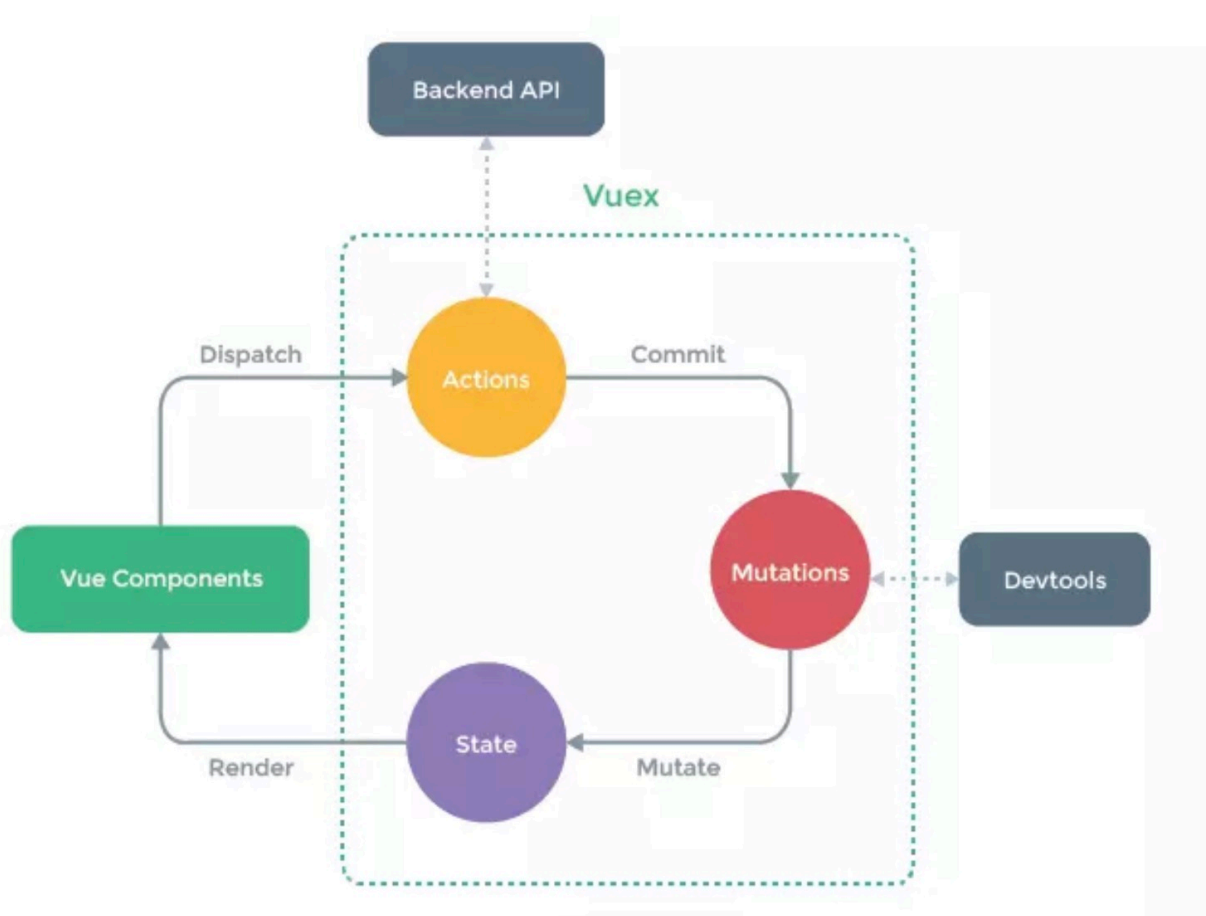 Backend API
Vuex
Dispatch
Commit
Actions
Vue Components
Mutations
Devtools
State
Render
Mutate